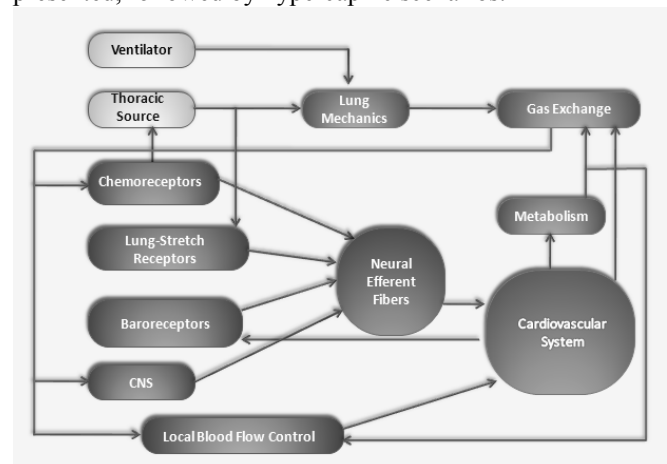 Ventilator
Thoracic
Source
Lung
Mechanics
Gas Exchange
Chemoreceptors
Metabolism
Lung-Stretch
Receptors
Neural
Efferent
Fibers
Baroreceptors
Cardiovascular
System
CNS
Local Blood Flow Control